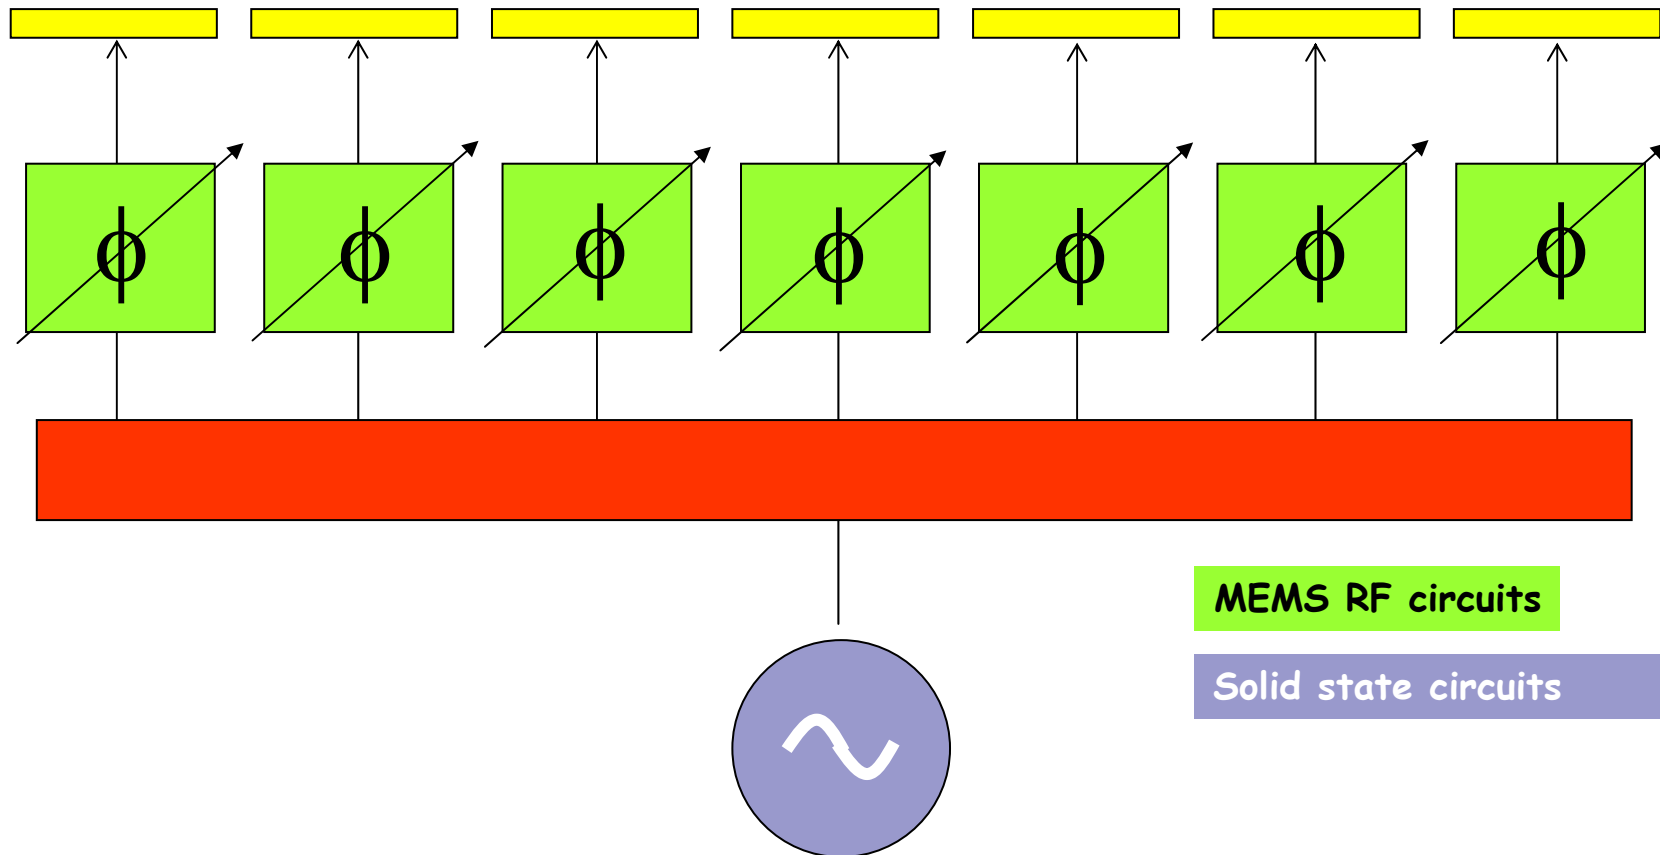 ϕ ϕ ϕ ϕ ϕ ϕ ϕ
MEMS RF circuits
Solid state circuits